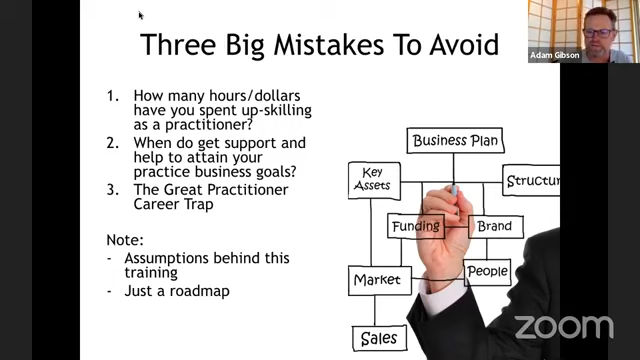 Three Big Mistakes To Avoid
Adam Gibson
1. How many hours/dollars
have you spent up-skilling
as a practitioner?
2. When do get support and
help to attain your
practice business goals?
3. The Great Practitioner
Career Trap
Note:
- Assumptions behind this
training
- Just a roadmap
Business Plan
Key
Assets
Structur
Funding
Brand
Market
People
Sales
zoom